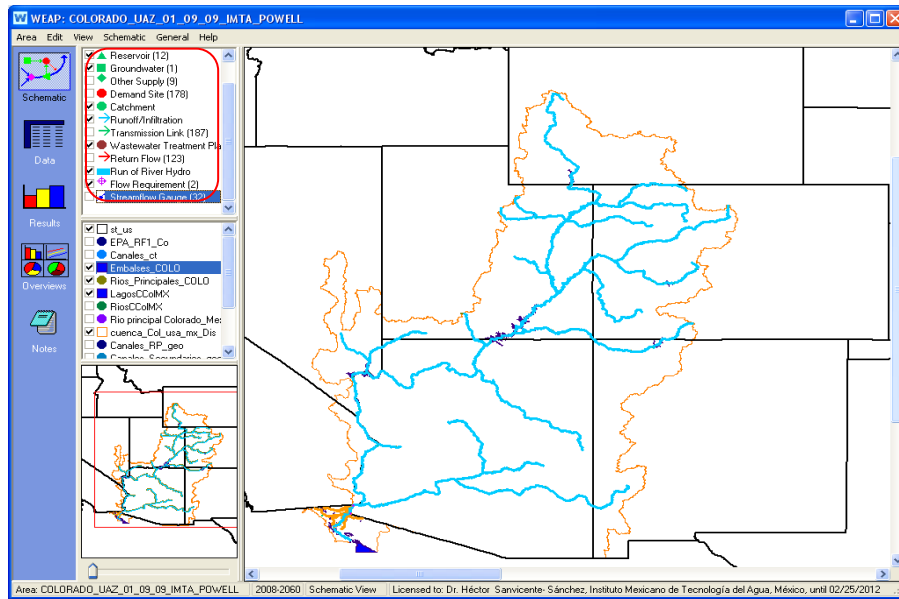 WEAP: COLORADO_UAZ_01_09_09_IMTA_POWELL
Area Edit View Schematic General Help
Schematic
Data
Results
Overviews
Notes
Reservoir (12)
Groundwater (1)
Other Supply (9)
Demand Site (178)
Catchment
Runoff/Infiltration
Transmission Link (187)
Wastewater Treatment Pla
Return Flow (123)
Run of River Hydro
Flow Requirement (2)
Streamflow Gauge (32)
st_us
EPA_RF1_Co
Canales_ct
Embalses_COLO
Rios_Principales_COLO
LagosCColMX
RiosCColMX
Rio principal Colorado_Me
cuenca_Col_usa_mx_Dis
Canales_RP_geo
Canales_Secundarios_geo
Area: COLORADO_UAZ_01_09_09_IMTA_POWELL 2008-2060 Schematic View Licensed to: Dr. Héctor Sanvicente- Sánchez, Instituto Mexicano de Tecnología del Agua, México, until 02/25/2012